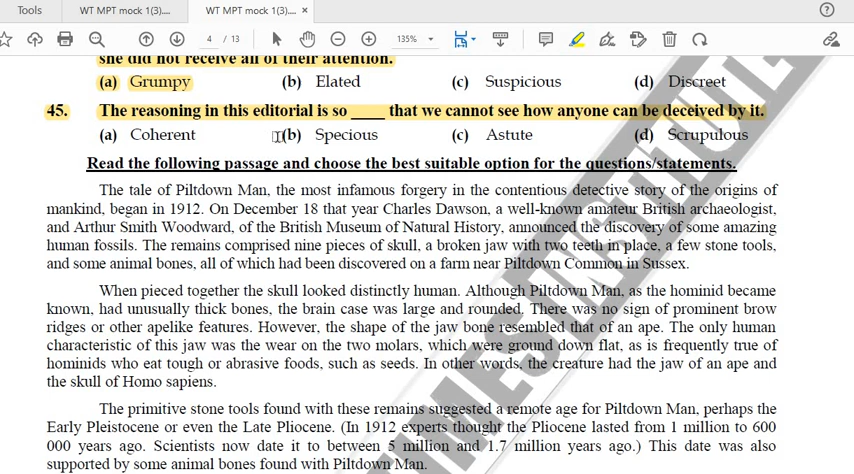 Tools WT MPT mock 1(3).... WT MPT mock 1(3).... ×
4 / 13 135%
she did not receive all of their attention.
(a) Grumpy (b) Elated (c) Suspicious (d) Discreet
45. The reasoning in this editorial is so ____ that we cannot see how anyone can be deceived by it.
(a) Coherent (b) Specious (c) Astute (d) Scrupulous
Read the following passage and choose the best suitable option for the questions/statements.
The tale of Piltdown Man, the most infamous forgery in the contentious detective story of the origins of
mankind, began in 1912. On December 18 that year Charles Dawson, a well-known amateur British archaeologist,
and Arthur Smith Woodward, of the British Museum of Natural History, announced the discovery of some amazing
human fossils. The remains comprised nine pieces of skull, a broken jaw with two teeth in place, a few stone tools,
and some animal bones, all of which had been discovered on a farm near Piltdown Common in Sussex.
When pieced together the skull looked distinctly human. Although Piltdown Man, as the hominid became
known, had unusually thick bones, the brain case was large and rounded. There was no sign of prominent brow
ridges or other apelike features. However, the shape of the jaw bone resembled that of an ape. The only human
characteristic of this jaw was the wear on the two molars, which were ground down flat, as is frequently true of
hominids who eat tough or abrasive foods, such as seeds. In other words, the creature had the jaw of an ape and
the skull of Homo sapiens.
The primitive stone tools found with these remains suggested a remote age for Piltdown Man, perhaps the
Early Pleistocene or even the Late Pliocene. (In 1912 experts thought the Pliocene lasted from 1 million to 600
000 years ago. Scientists now date it to between 5 million and 1.7 million years ago.) This date was also
supported by some animal bones found with Piltdown Man.
TIMES INSTITUTE